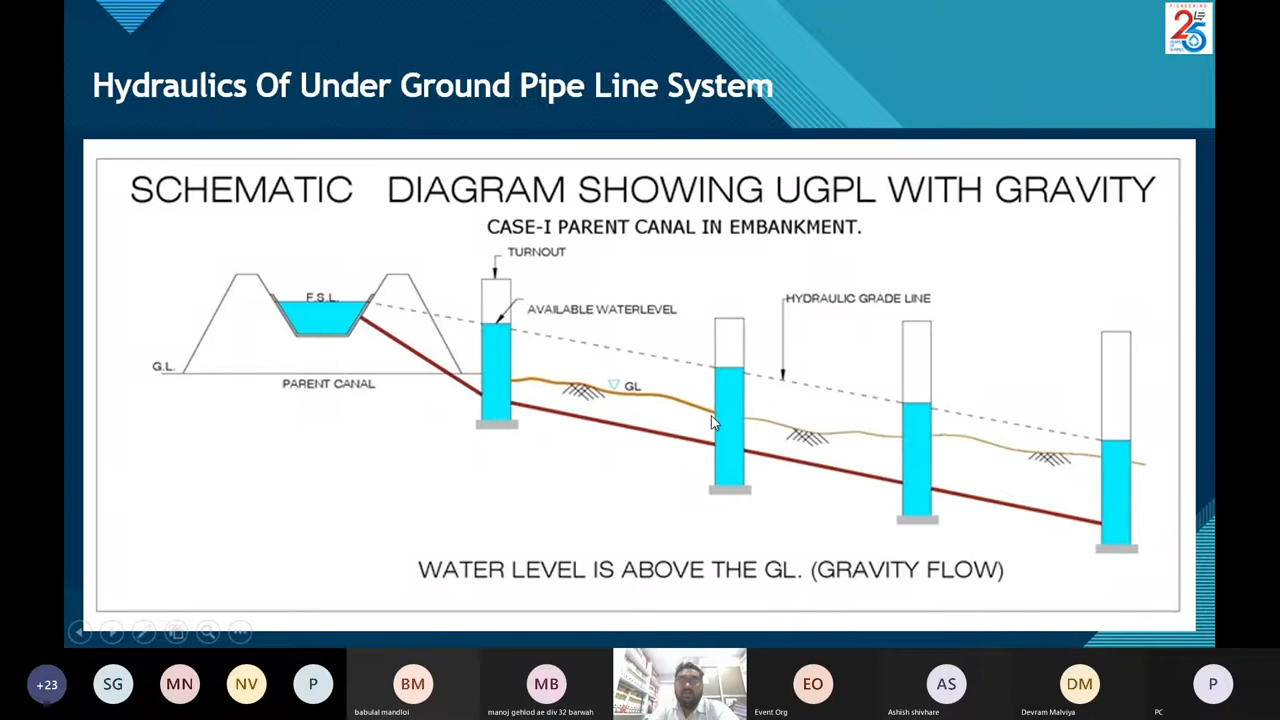 PIONEERING
25
Hydraulics Of Under Ground Pipe Line System
SCHEMATIC DIAGRAM SHOWING UGPL WITH GRAVITY
CASE-I PARENT CANAL IN EMBANKMENT.
TURNOUT
F.S.L.
HYDRAULIC GRADE LINE
AVAILABLE WATERLEVEL
G.L.
PARENT CANAL
GL
WATER LEVEL IS ABOVE THE GL. (GRAVITY FLOW)
+23
SG
MN
NV
P
BM
MB
EO
AS
DM
P
babulal mandloi
manoj gehlod ae div 32 barwah
Event Org
Ashish shivhare
Devram Malviya
PC